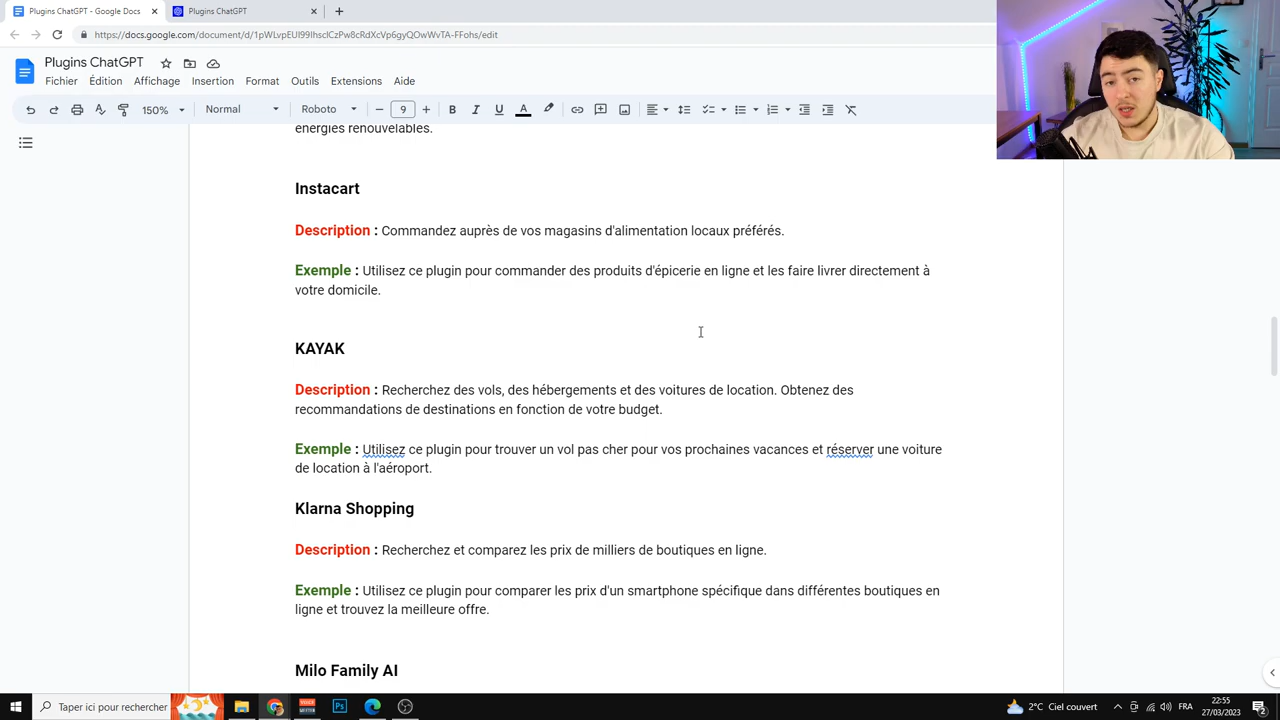 Plugins ChatGPT - Google Docs
Plugins ChatGPT
https://docs.google.com/document/d/1pWLvpEUI99IhsclCzPw8cRdXcVp6gyQOwWvTA-FFohs/edit
Plugins ChatGPT
Fichier Édition Affichage Insertion Format Outils Extensions Aide
150% Normal Roboto 9
énergies renouvelables.
Instacart
Description : Commandez auprès de vos magasins d'alimentation locaux préférés.
Exemple : Utilisez ce plugin pour commander des produits d'épicerie en ligne et les faire livrer directement à
votre domicile.
KAYAK
Description : Recherchez des vols, des hébergements et des voitures de location. Obtenez des
recommandations de destinations en fonction de votre budget.
Exemple : Utilisez ce plugin pour trouver un vol pas cher pour vos prochaines vacances et réserver une voiture
de location à l'aéroport.
Klarna Shopping
Description : Recherchez et comparez les prix de milliers de boutiques en ligne.
Exemple : Utilisez ce plugin pour comparer les prix d'un smartphone spécifique dans différentes boutiques en
ligne et trouvez la meilleure offre.
Milo Family AI
Taper ici pour rechercher
2°C Ciel couvert
FRA
22:55
27/03/2023
2